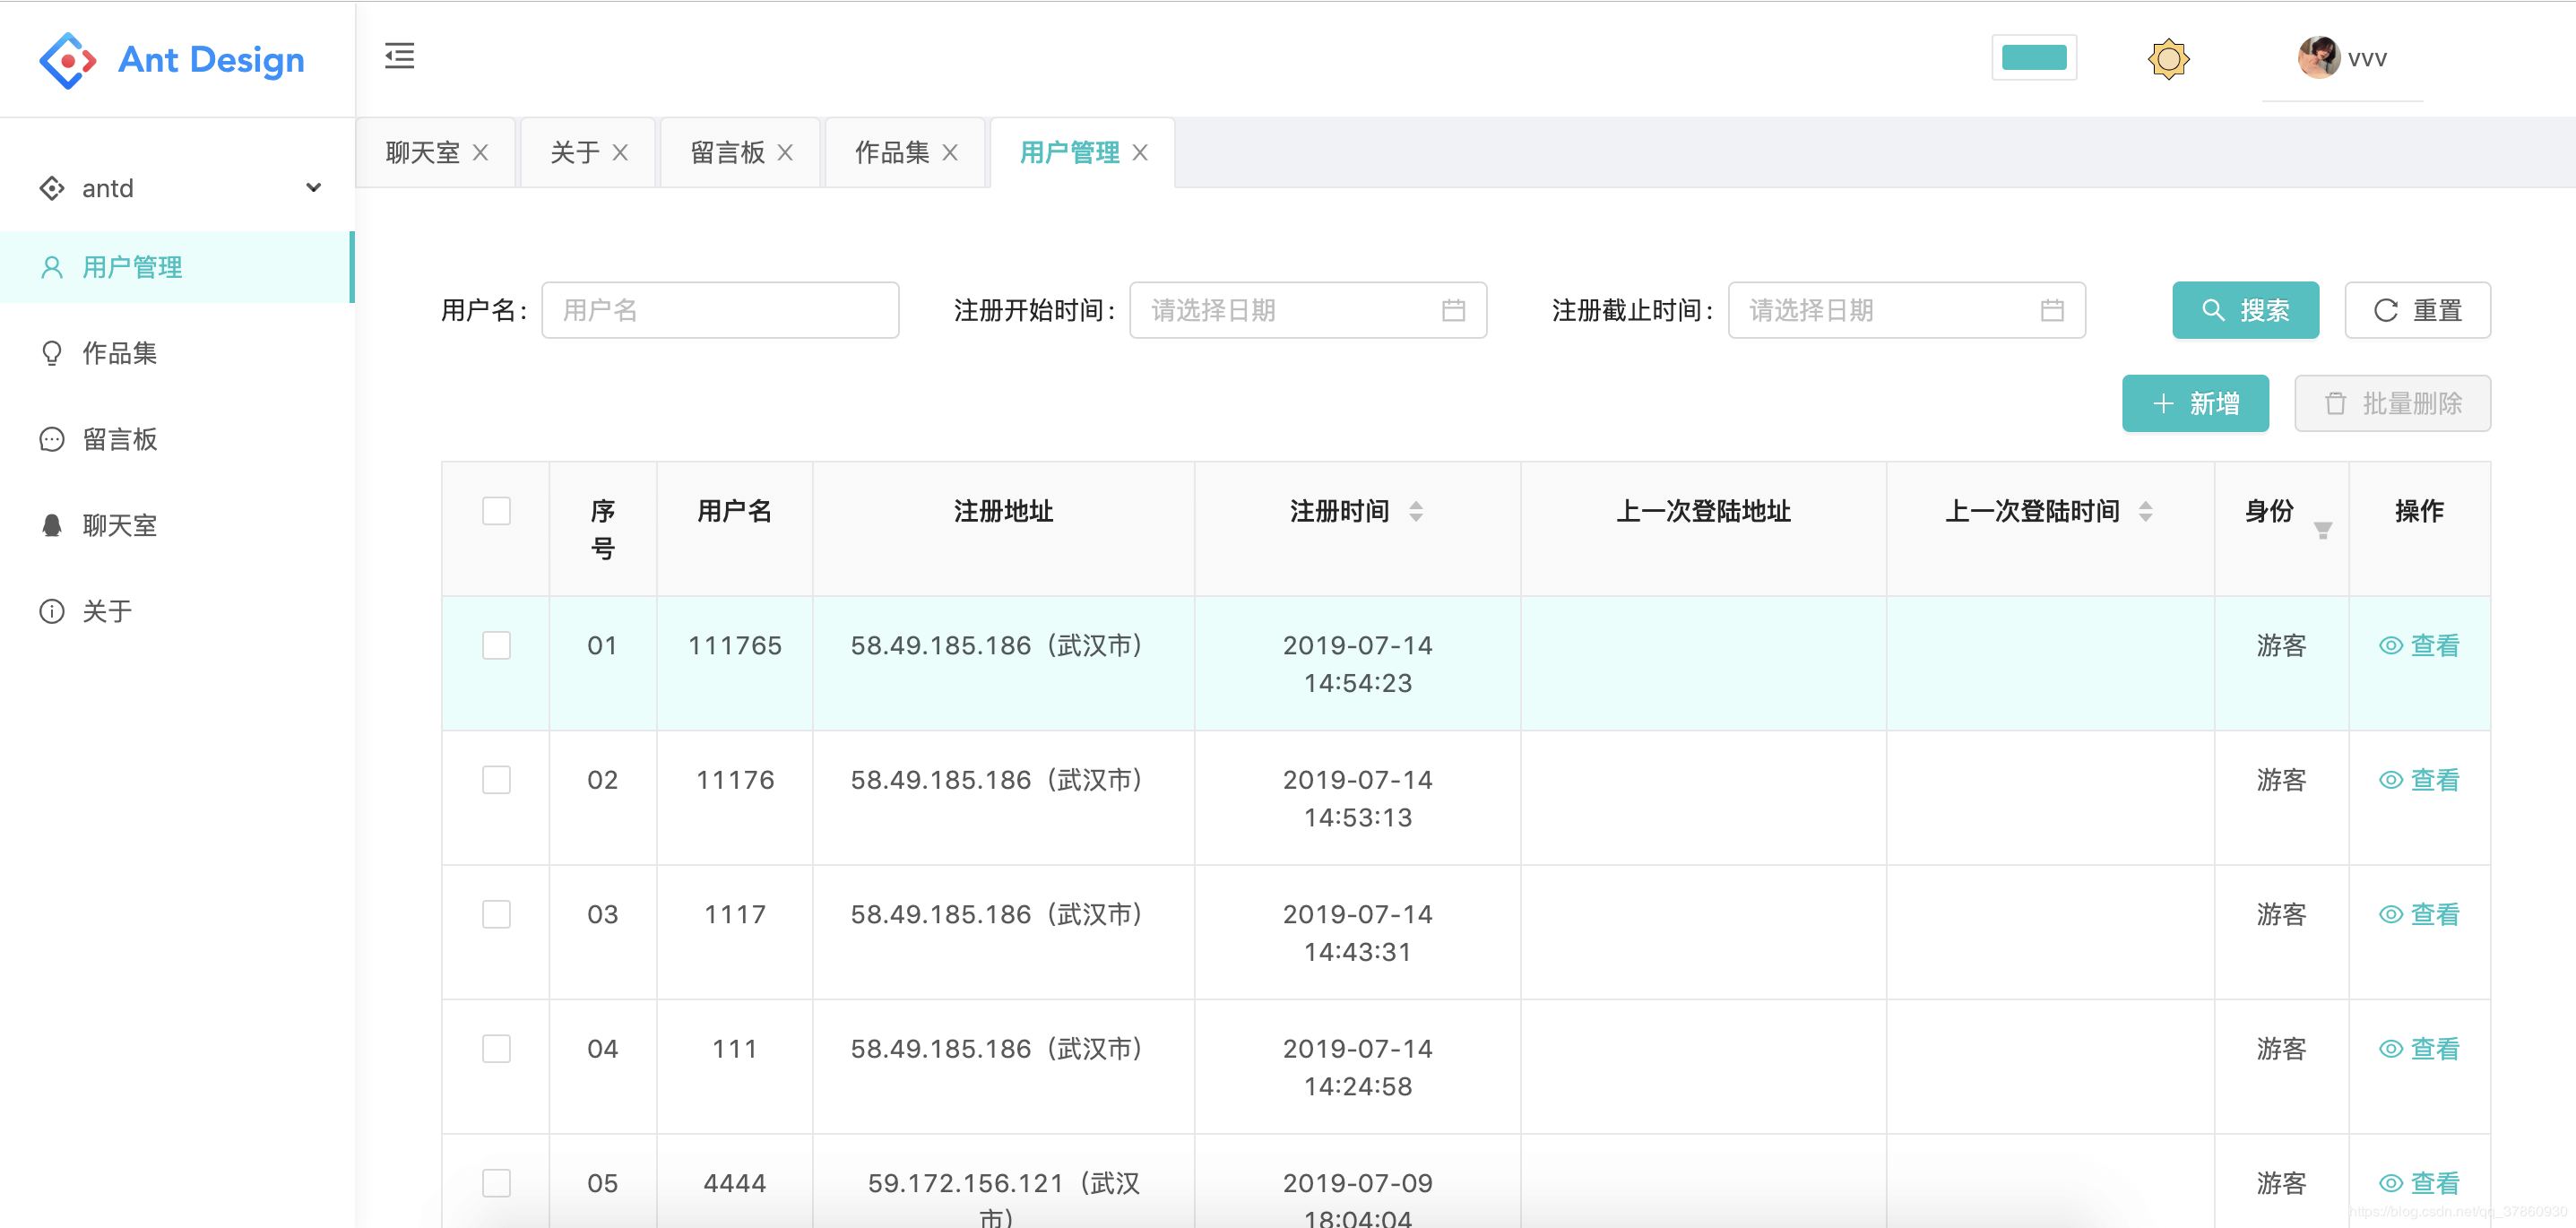 Ant Design
vvv
聊天室 关于 留言板 作品集 用户管理
antd
用户管理
作品集
留言板
聊天室
关于
用户名: 用户名 注册开始时间: 请选择日期 注册截止时间: 请选择日期 搜索 重置
新增 批量删除
序号 用户名 注册地址 注册时间 上一次登陆地址 上一次登陆时间 身份 操作
01 111765 58.49.185.186（武汉市） 2019-07-14 14:54:23 游客 查看
02 11176 58.49.185.186（武汉市） 2019-07-14 14:53:13 游客 查看
03 1117 58.49.185.186（武汉市） 2019-07-14 14:43:31 游客 查看
04 111 58.49.185.186（武汉市） 2019-07-14 14:24:58 游客 查看
05 4444 59.172.156.121（武汉市） 2019-07-09 18:04:04 游客 查看
https://blog.csdn.net/qq_37860930